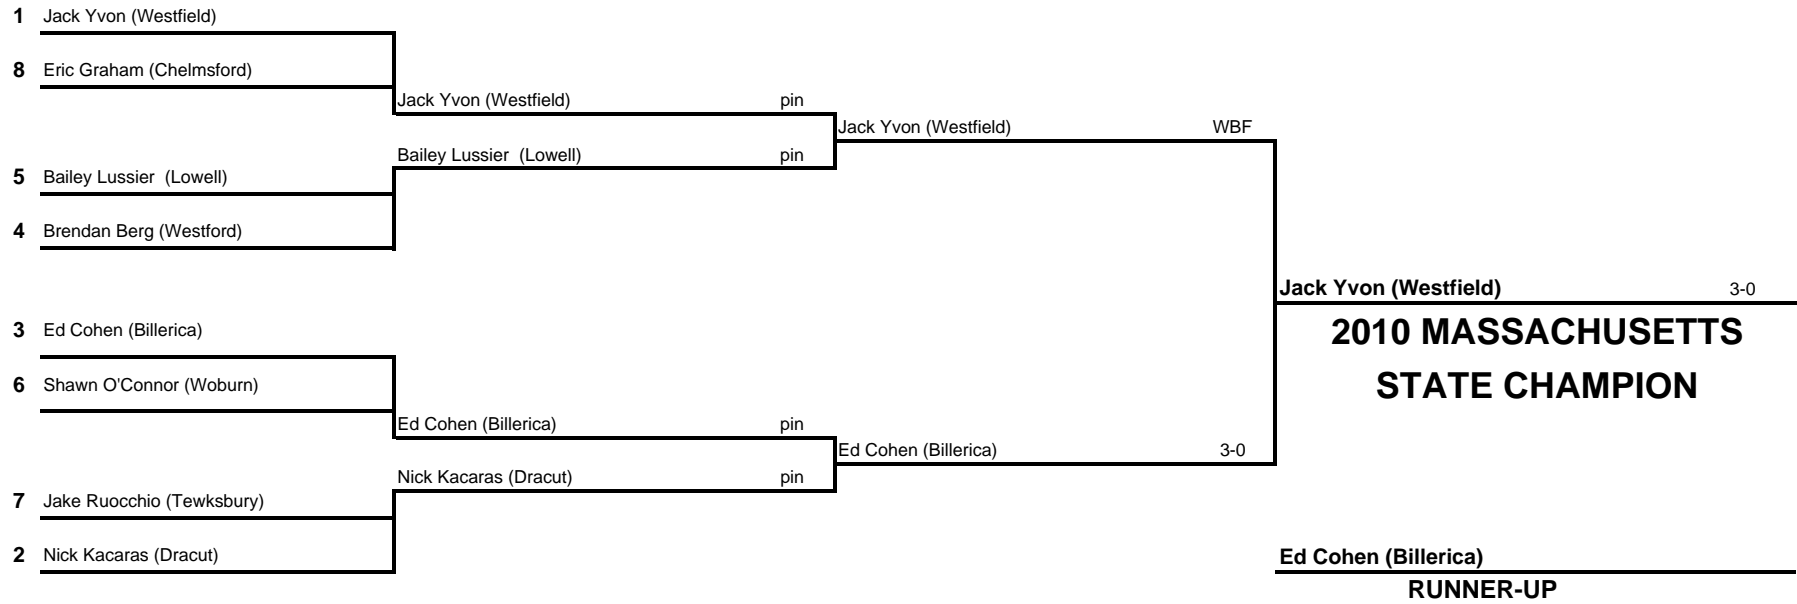 1 Jack Yvon (Westfield)
8 Eric Graham (Chelmsford)
Jack Yvon (Westfield) pin
Jack Yvon (Westfield) WBF
Bailey Lussier  (Lowell) pin
5 Bailey Lussier  (Lowell)
4 Brendan Berg (Westford)
Jack Yvon (Westfield) 3-0
2010 MASSACHUSETTS
STATE CHAMPION
3 Ed Cohen (Billerica)
6 Shawn O'Connor (Woburn)
Ed Cohen (Billerica) pin
Ed Cohen (Billerica) 3-0
Nick Kacaras (Dracut) pin
7 Jake Ruocchio (Tewksbury)
2 Nick Kacaras (Dracut)
Ed Cohen (Billerica)
RUNNER-UP